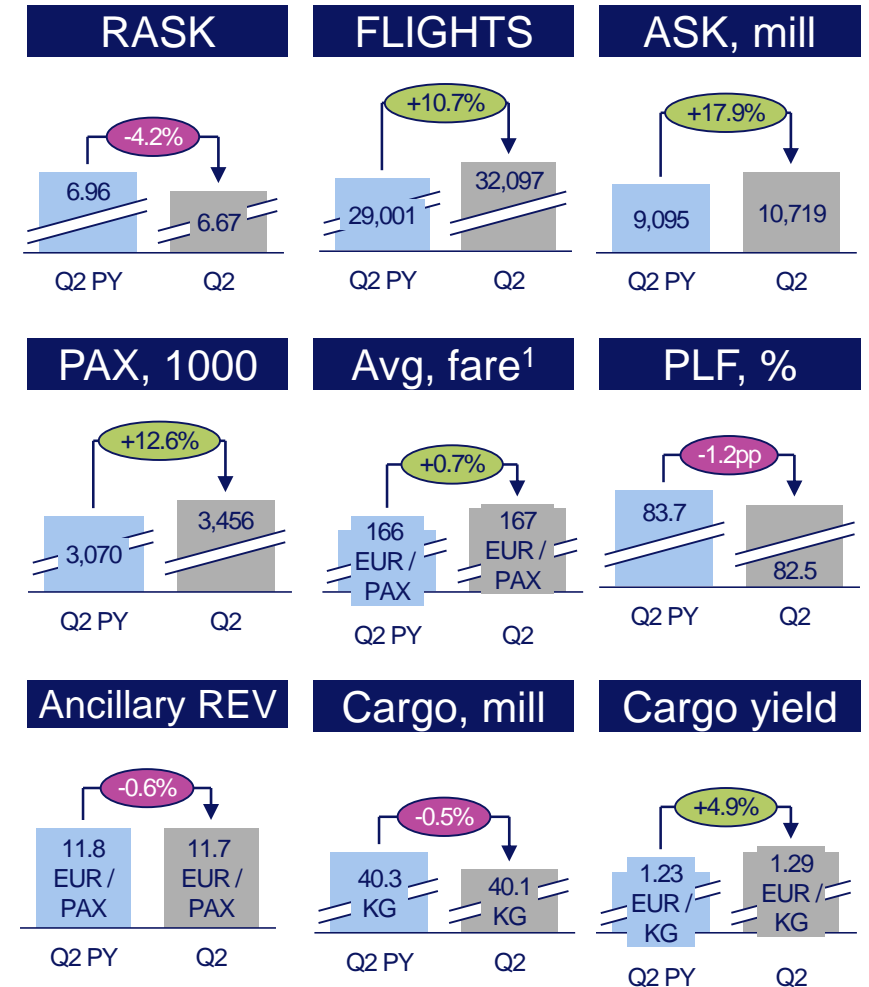 RASK
-4.2%
6.96
6.67
Q2 PY
Q2
FLIGHTS
+10.7%
29,001
32,097
Q2 PY
Q2
ASK, mill
+17.9%
9,095
10,719
Q2 PY
Q2
PAX, 1000
+12.6%
3,070
3,456
Q2 PY
Q2
Avg, fare¹
+0.7%
166
EUR /
PAX
167
EUR /
PAX
Q2 PY
Q2
PLF, %
-1.2pp
83.7
82.5
Q2 PY
Q2
Ancillary REV
-0.6%
11.8
EUR /
PAX
11.7
EUR /
PAX
Q2 PY
Q2
Cargo, mill
-0.5%
40.3
KG
40.1
KG
Q2 PY
Q2
Cargo yield
+4.9%
1.23
EUR /
KG
1.29
EUR /
KG
Q2 PY
Q2